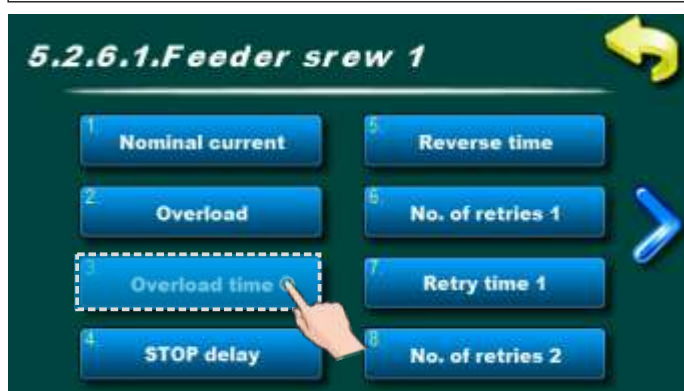 5.2.6.1.Feeder srew 1
1. Nominal current
2. Overload
3. Overload time
4. STOP delay
5. Reverse time
6. No. of retries 1
7. Retry time 1
8. No. of retries 2